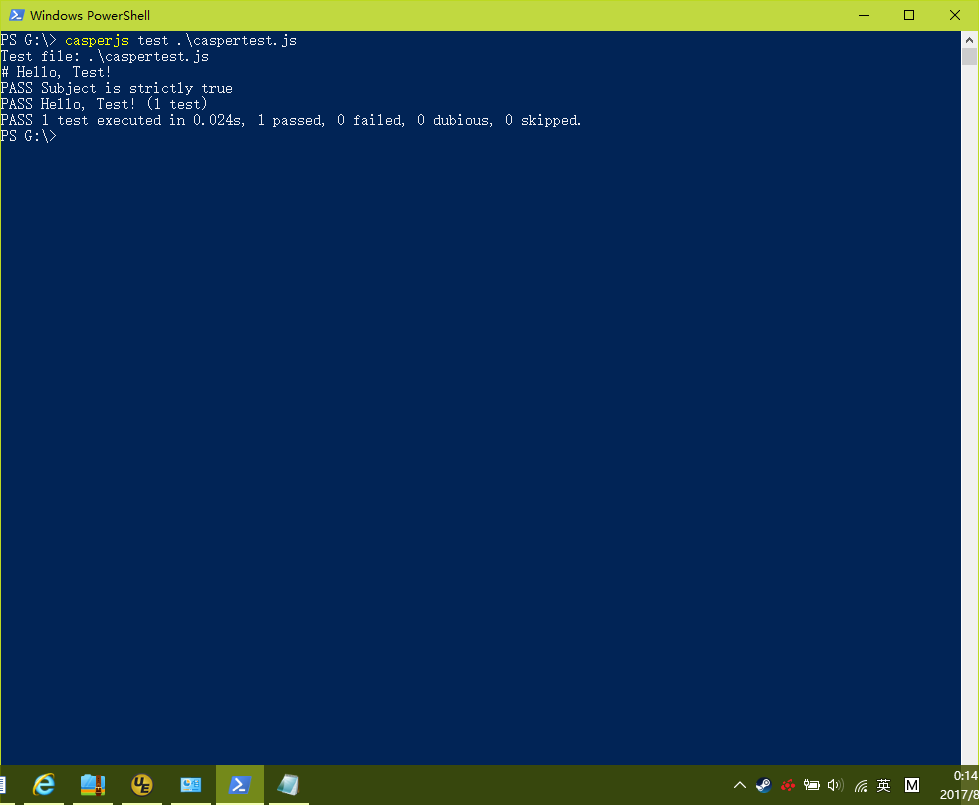 Windows PowerShell
PS G:\> casperjs test .\caspertest.js
Test file: .\caspertest.js
# Hello, Test!
PASS Subject is strictly true
PASS Hello, Test! (1 test)
PASS 1 test executed in 0.024s, 1 passed, 0 failed, 0 dubious, 0 skipped.
PS G:\>
英 M
0:14
2017/8